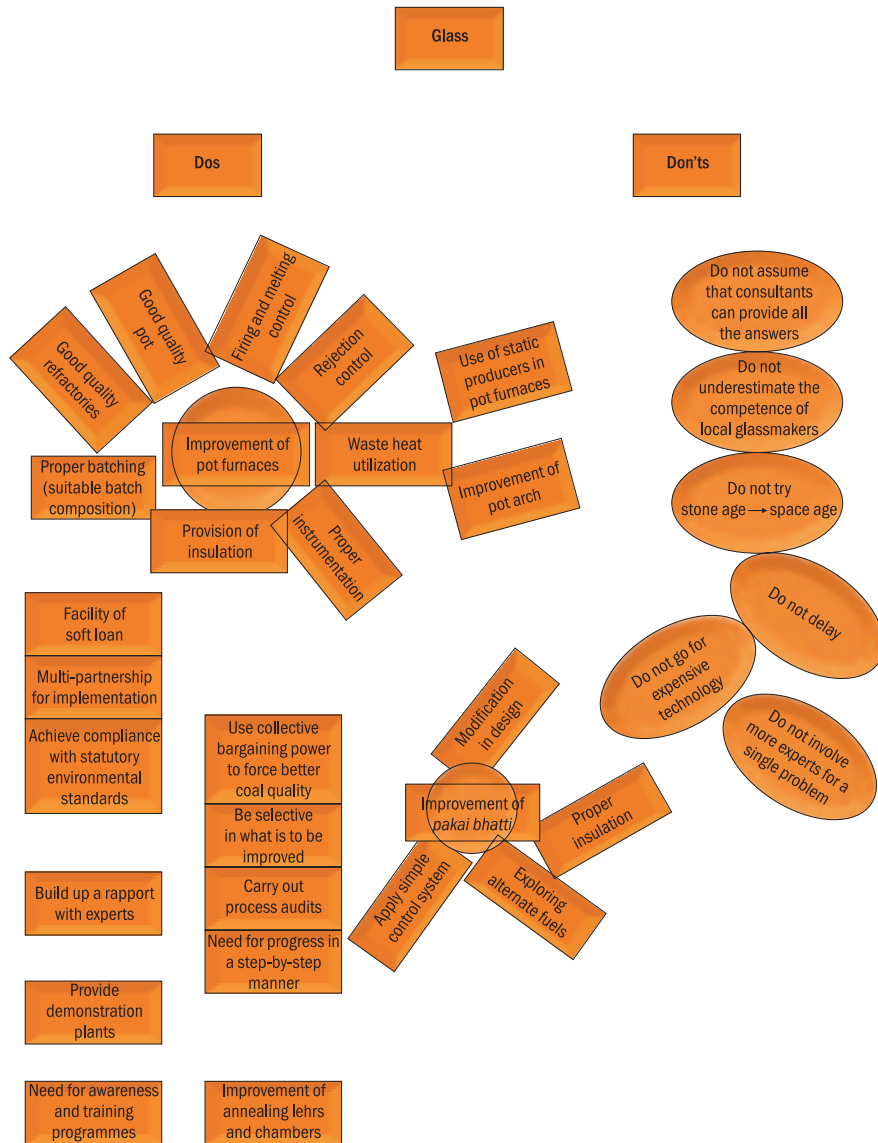 Glass
Dos
Don'ts
Good quality
refractories
Good quality
pot
Firing and melting
control
Rejection
control
Improvement of
pot furnaces
Waste heat
utilization
Use of static
producers in
pot furnaces
Improvement of
pot arch
Proper batching
(suitable batch
composition)
Provision of
insulation
Proper
instrumentation
Facility of
soft loan
Multi-partnership
for implementation
Achieve compliance
with statutory
environmental
standards
Build up a rapport
with experts
Provide
demonstration
plants
Need for awareness
and training
programmes
Use collective
bargaining power
to force better
coal quality
Be selective
in what is to be
improved
Carry out
process audits
Need for progress in
a step-by-step
manner
Improvement of
annealing lehrs
and chambers
Modification
in design
Improvement of
pakai bhatti
Proper
insulation
Exploring
alternate fuels
Apply simple
control system
Do not assume
that consultants
can provide all
the answers
Do not
underestimate the
competence of
local glassmakers
Do not try
stone age → space age
Do not delay
Do not go for
expensive
technology
Do not involve
more experts for a
single problem